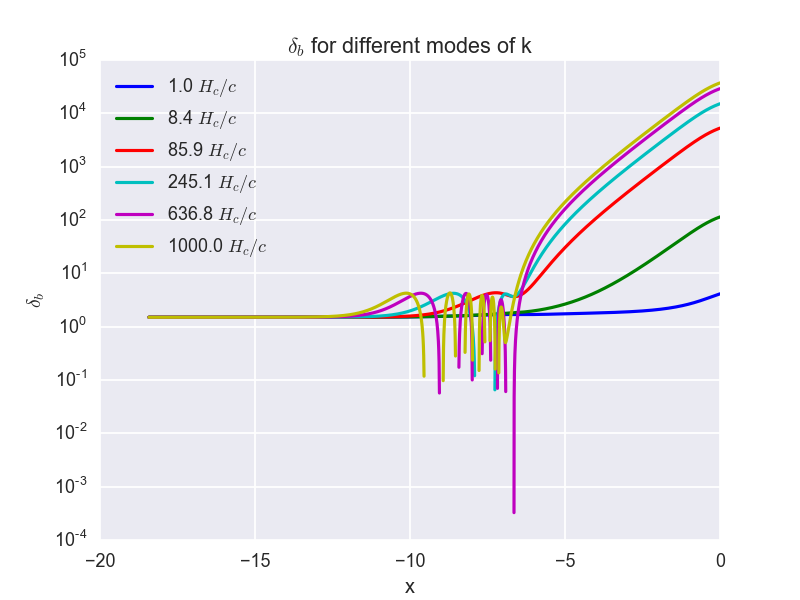 δ_b for different modes of k
10^5
10^4
10^3
10^2
10^1
10^0
10^-1
10^-2
10^-3
10^-4
δ_b
1.0 H_c/c
8.4 H_c/c
85.9 H_c/c
245.1 H_c/c
636.8 H_c/c
1000.0 H_c/c
−20 −15 −10 −5 0
x